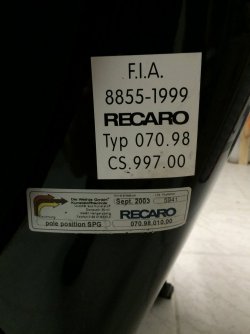 F.I.A.
8855-1999
RECARO
Typ 070.98
CS.997.00
Sept. 2003
RECARO
pole position SPG
070.98.010.00